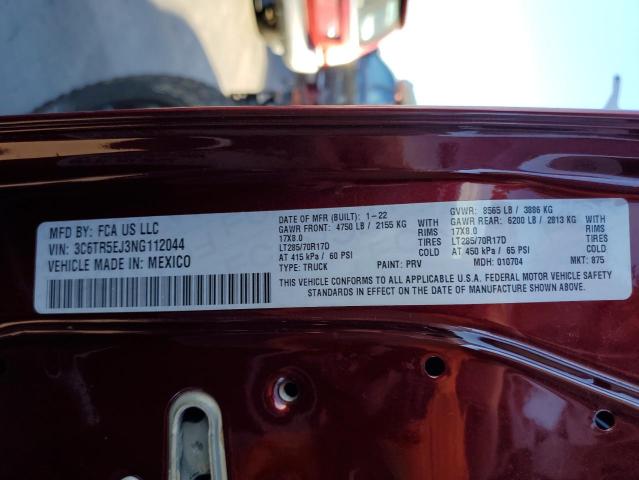 MFD BY: FCA US LLC
VIN: 3C6TR5EJ3NG112044
VEHICLE MADE IN: MEXICO
DATE OF MFR (BUILT): 1-22 GVWR: 8565 LB / 3886 KG
GAWR FRONT: 4750 LB / 2155 KG WITH GAWR REAR: 6200 LB / 2813 KG WITH
17X8.0 RIMS 17X8.0 RIMS
LT285/70R17D TIRES LT285/70R17D TIRES
AT 415 kPa / 60 PSI COLD AT 450 kPa / 65 PSI COLD
TYPE: TRUCK PAINT: PRV MDH: 010704 MKT: 875
THIS VEHICLE CONFORMS TO ALL APPLICABLE U.S.A. FEDERAL MOTOR VEHICLE SAFETY
STANDARDS IN EFFECT ON THE DATE OF MANUFACTURE SHOWN ABOVE.